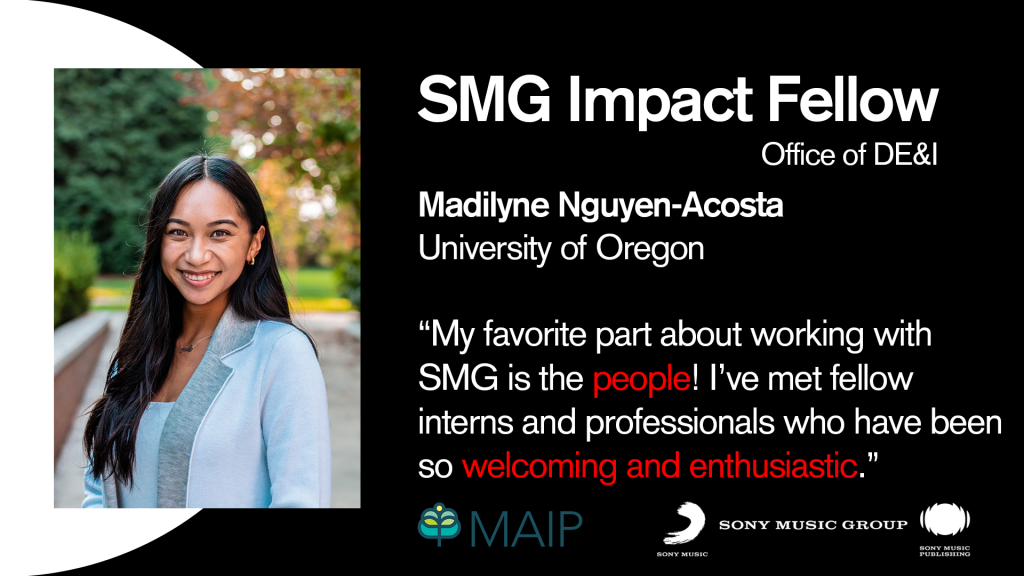 SMG Impact Fellow
Office of DE&I
Madilyne Nguyen-Acosta
University of Oregon
“My favorite part about working with
SMG is the people! I’ve met fellow
interns and professionals who have been
so welcoming and enthusiastic.”
MAIP
SONY MUSIC
SONY MUSIC GROUP
SONY MUSIC
PUBLISHING